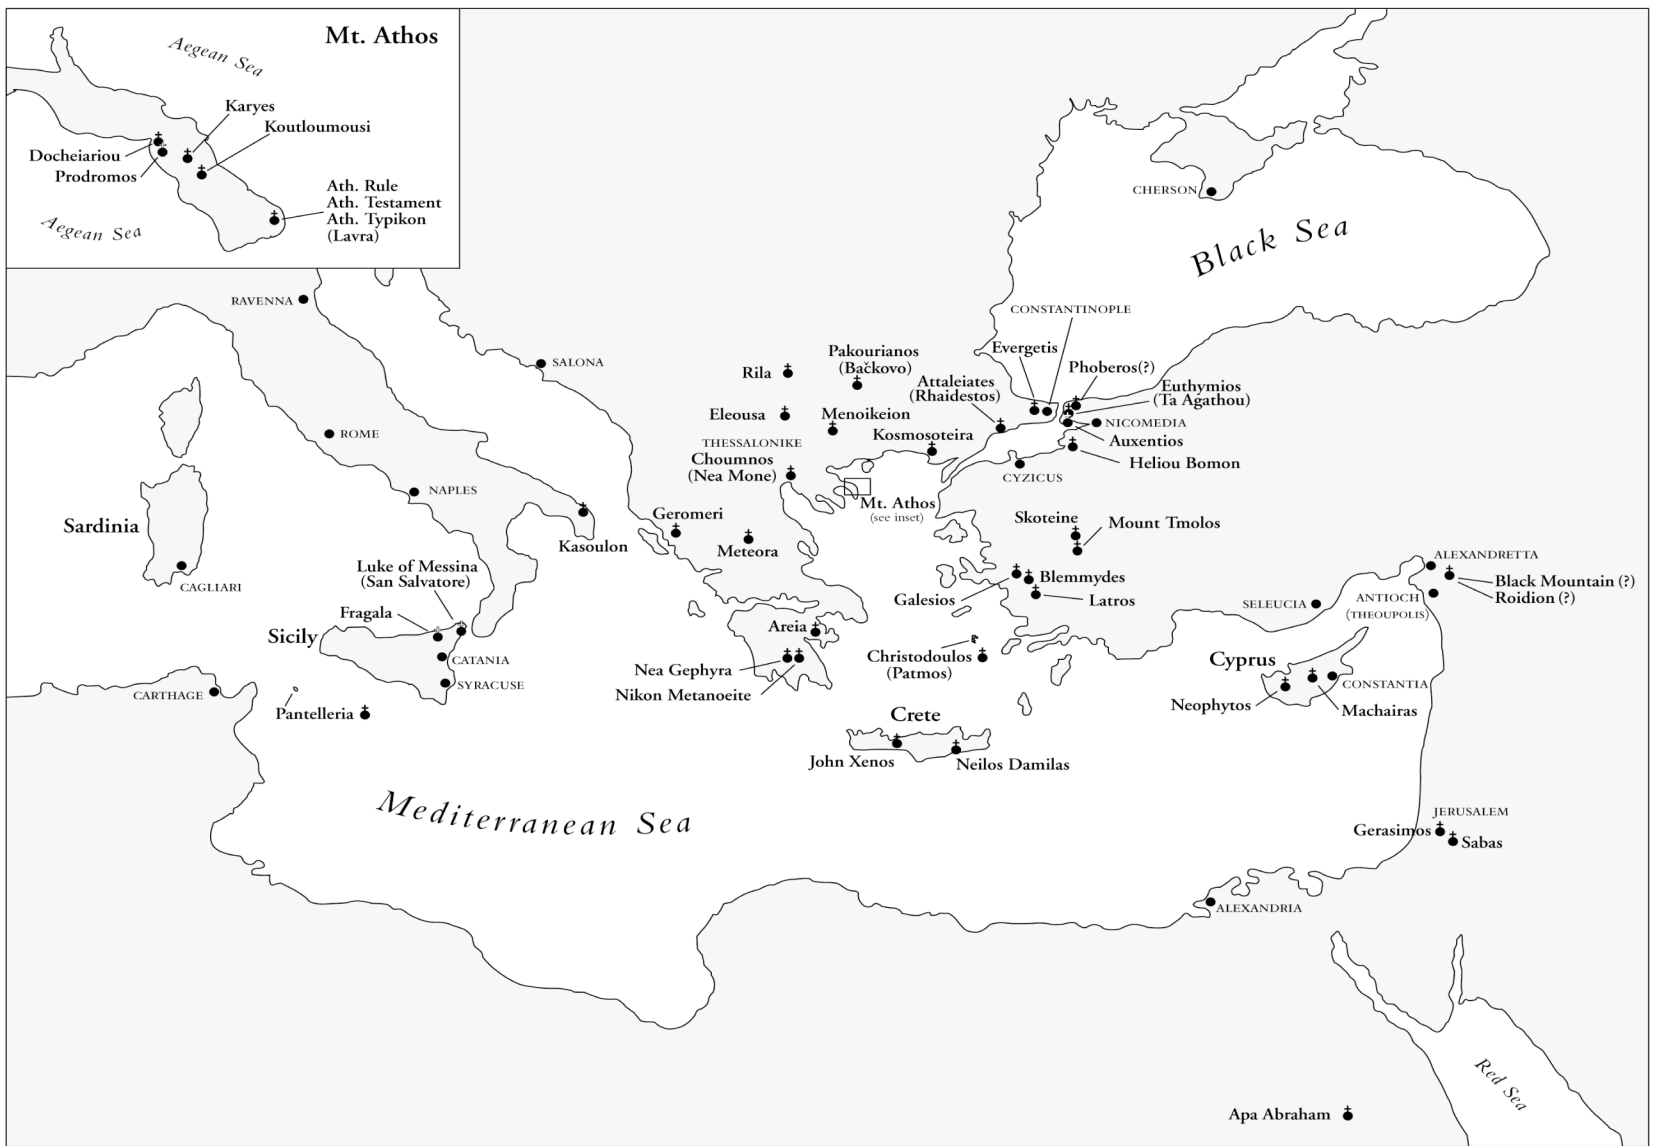 Mt. Athos
Aegean Sea
Karyes
Koutloumousi
Docheiariou
Prodromos
Ath. Rule
Ath. Testament
Ath. Typikon
(Lavra)
Aegean Sea
CHERSON
Black Sea
RAVENNA
CONSTANTINOPLE
Evergetis
Pakourianos
(Bačkovo)
SALONA
Rila
Phoberos(?)
Attaleiates
(Rhaidestos)
Euthymios
(Ta Agathou)
Eleousa
Menoikeion
NICOMEDIA
ROME
Kosmosoteira
Auxentios
THESSALONIKE
Choumnos
(Nea Mone)
Heliou Bomon
CYZICUS
NAPLES
Mt. Athos
(see inset)
Sardinia
Geromeri
Skoteine
Mount Tmolos
Kasoulon
Meteora
ALEXANDRETTA
Luke of Messina
(San Salvatore)
Blemmydes
Black Mountain (?)
Roidion (?)
CAGLIARI
Galesios
Latros
SELEUCIA
ANTIOCH
(THEOUPOLIS)
Fragala
Areia
Sicily
CATANIA
Christodoulos
(Patmos)
Cyprus
Nea Gephyra
SYRACUSE
CONSTANTIA
CARTHAGE
Nikon Metanoeite
Neophytos
Machairas
Pantelleria
Crete
John Xenos
Neilos Damilas
Mediterranean Sea
JERUSALEM
Gerasimos
Sabas
ALEXANDRIA
Red Sea
Apa Abraham